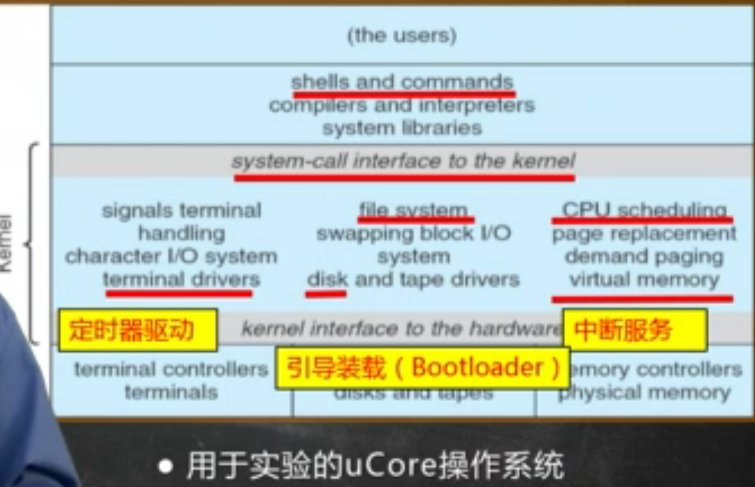 (the users)
shells and commands
compilers and interpreters
system libraries
system-call interface to the kernel
Kernel
signals terminal
handling
character I/O system
terminal drivers
file system
swapping block I/O
system
disk and tape drivers
CPU scheduling
page replacement
demand paging
virtual memory
定时器驱动
kernel interface to the hardware
中断服务
引导装载（Bootloader）
terminal controllers
terminals
disks and tapes
memory controllers
physical memory
● 用于实验的uCore操作系统